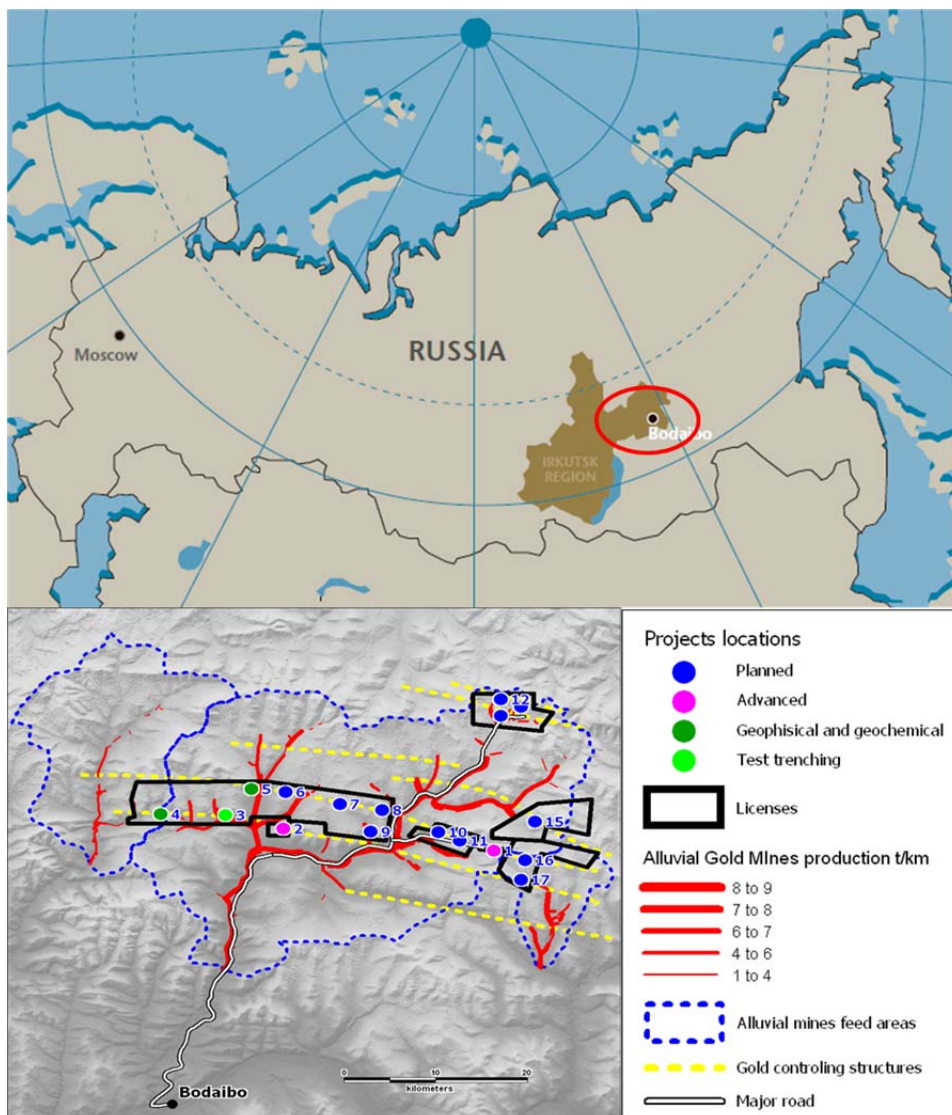 RUSSIA
Moscow
Bodaibo
IRKUTSK
REGION
12
5
6
7
8
4
3
2
9
10
11
1
15
16
17
0 10 20
kilometers
Bodaibo
Projects locations
Planned
Advanced
Geophisical and geochemical
Test trenching
Licenses
Alluvial Gold MInes production t/km
8 to 9
7 to 8
6 to 7
4 to 6
1 to 4
Alluvial mines feed areas
Gold controling structures
Major road